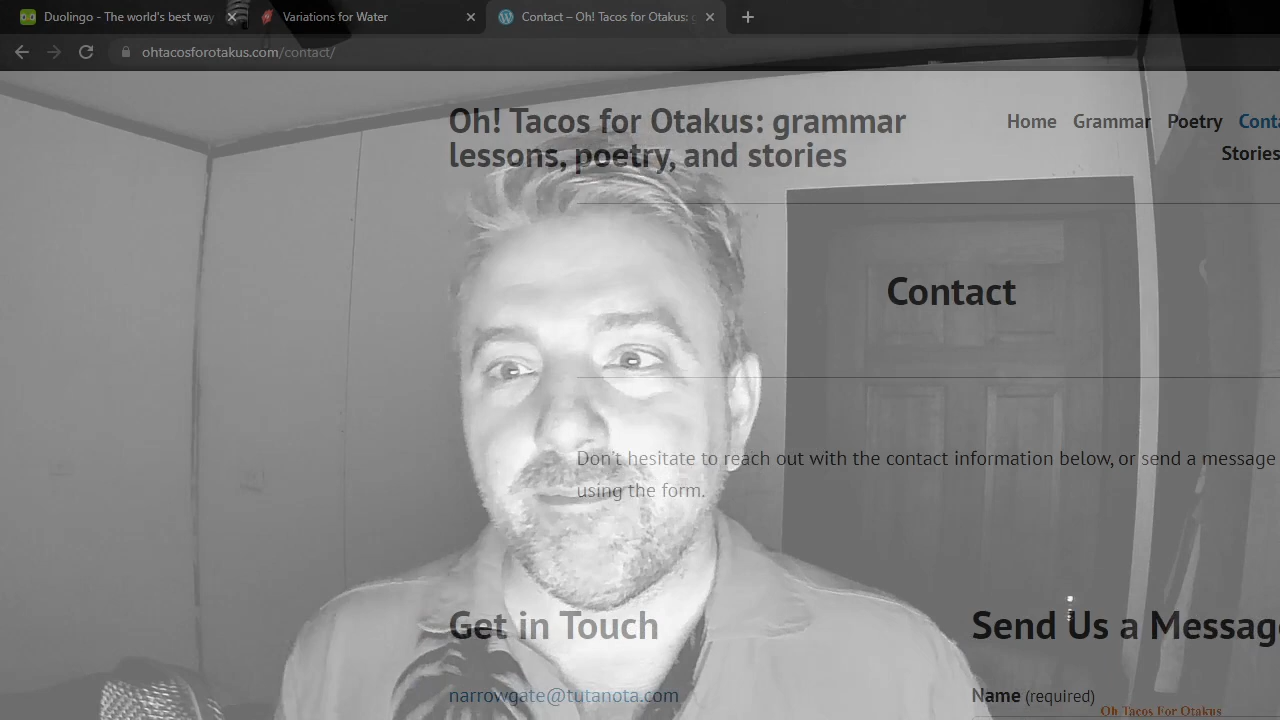 Duolingo - The world's best way
Variations for Water
Contact – Oh! Tacos for Otakus: g
ohtacosforotakus.com/contact/
Oh! Tacos for Otakus: grammar
lessons, poetry, and stories
Home Grammar Poetry Conta
Stories
Contact
Don't hesitate to reach out with the contact information below, or send a message
using the form.
Get in Touch
Send Us a Messag
narrowgate@tutanota.com
Name (required)
Oh Tacos For Otakus